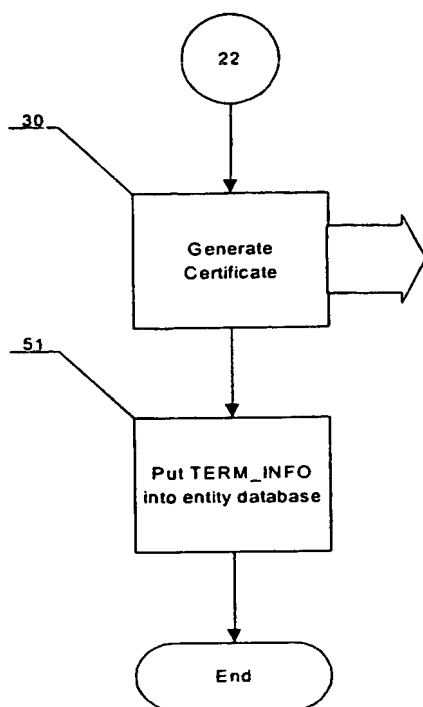 22
30
Generate
Certificate
51
Put TERM_INFO
into entity database
End